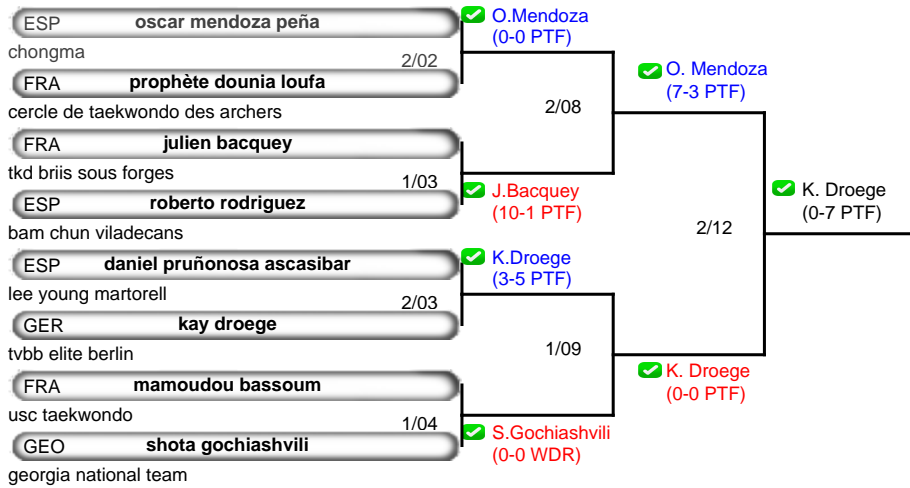 ESP oscar mendoza peña
chongma
2/02
FRA prophète dounia loufa
cercle de taekwondo des archers
FRA julien bacquey
tkd briis sous forges
1/03
ESP roberto rodriguez
bam chun viladecans
ESP daniel pruñonosa ascasibar
lee young martorell
2/03
GER kay droege
tvbb elite berlin
FRA mamoudou bassoum
usc taekwondo
1/04
GEO shota gochiashvili
georgia national team
O.Mendoza
(0-0 PTF)
2/08
J.Bacquey
(10-1 PTF)
K.Droege
(3-5 PTF)
1/09
S.Gochiashvili
(0-0 WDR)
O. Mendoza
(7-3 PTF)
2/12
K. Droege
(0-0 PTF)
K. Droege
(0-7 PTF)